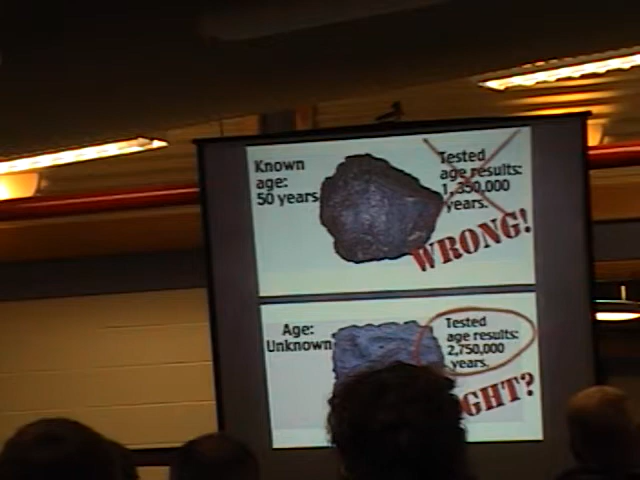 Known
age:
50 years
Tested
age results:
1,350,000
years.
WRONG!
Age:
Unknown
Tested
age results:
2,750,000
years.
GHT?